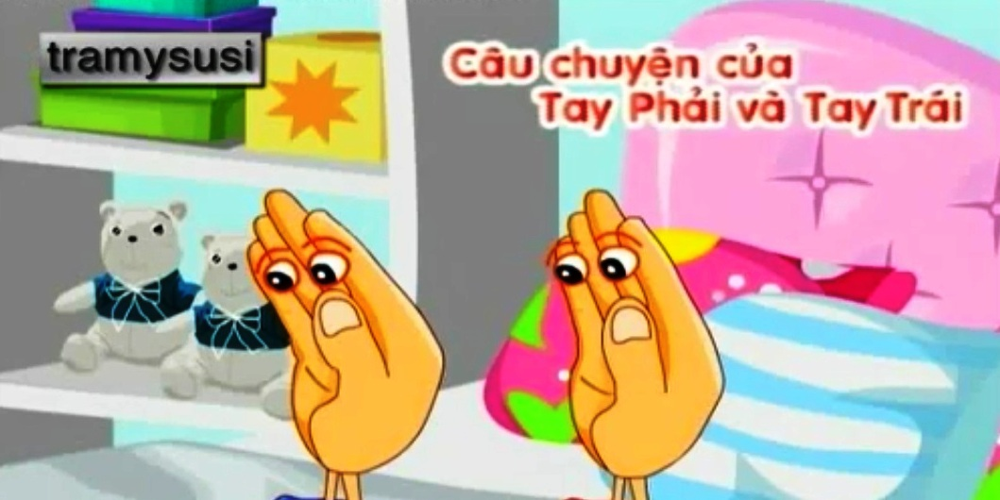 tramysusi
Câu chuyện của
Tay Phải và Tay Trái